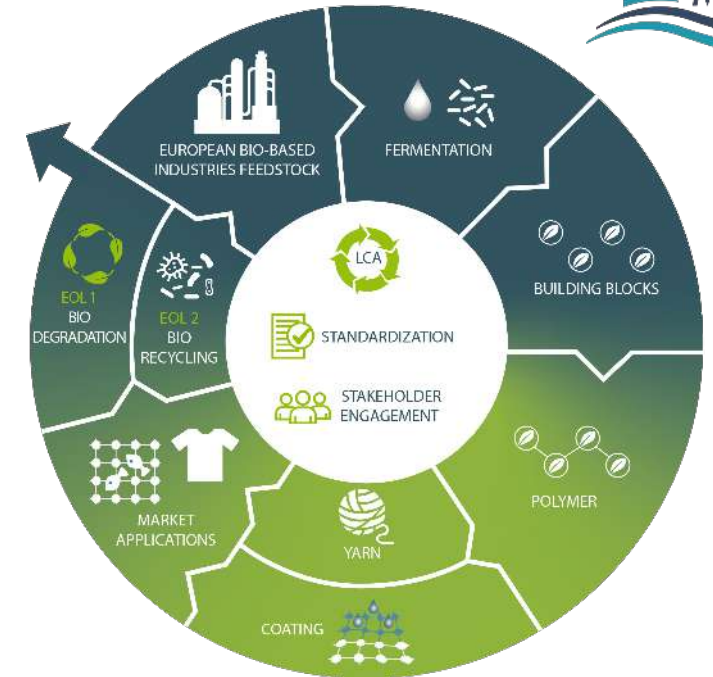 EUROPEAN BIO-BASED
INDUSTRIES FEEDSTOCK
FERMENTATION
BUILDING BLOCKS
POLYMER
YARN
COATING
MARKET
APPLICATIONS
EOL 1
BIO
DEGRADATION
EOL 2
BIO
RECYCLING
LCA
STANDARDIZATION
STAKEHOLDER
ENGAGEMENT